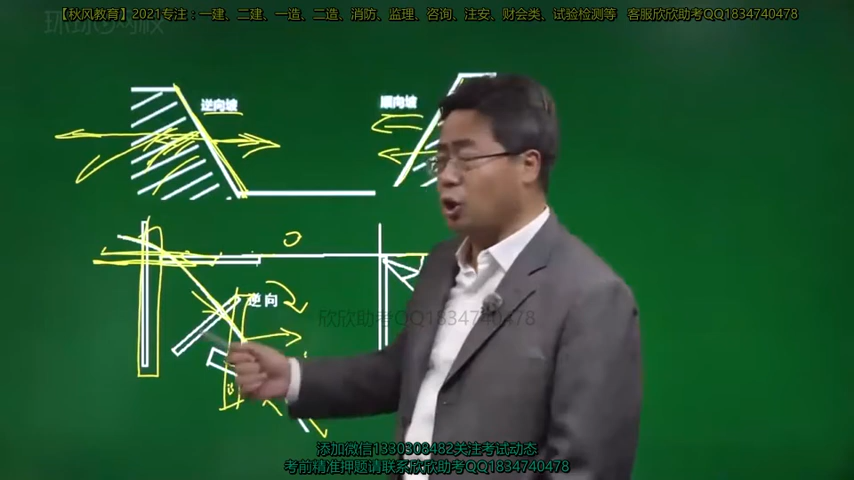 【秋风教育】2021专注：一建、二建、一造、二造、消防、监理、咨询、注安、财会类、试验检测等 客服欣欣助考QQ1834740478
环球网校
逆向坡
顺向坡
逆向
欣欣助考QQ1834740478
添加微信1330308482关注考试动态
考前精准押题请联系欣欣助考QQ1834740478